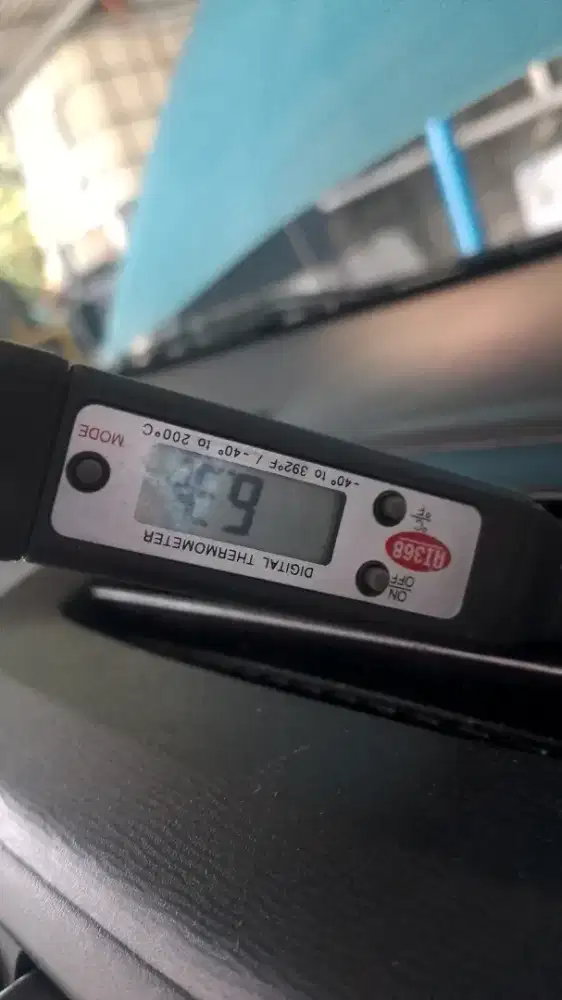 ON
OFF
DIGITAL THERMOMETER
°C
°F
-40° to 392°F / -40° to 200°C
MODE